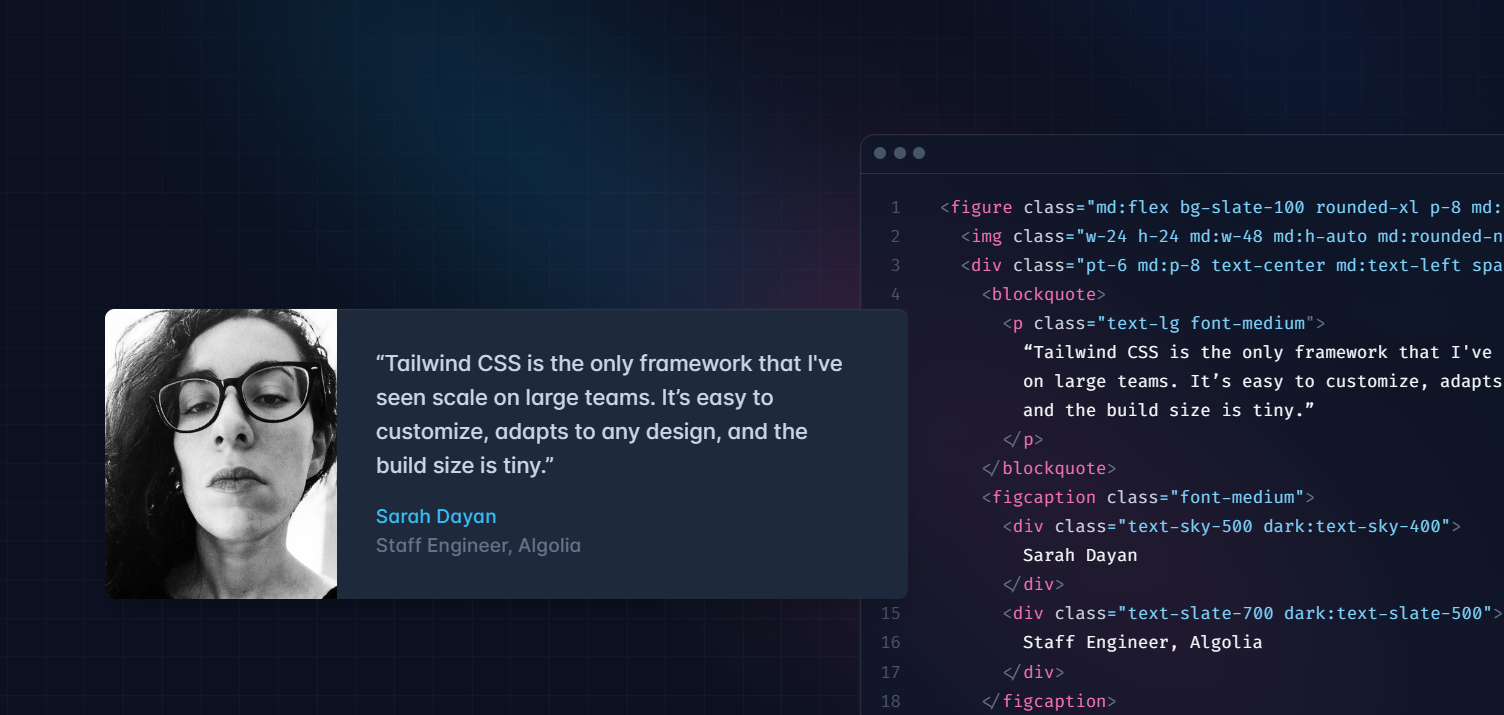 “Tailwind CSS is the only framework that I've
seen scale on large teams. It’s easy to
customize, adapts to any design, and the
build size is tiny.”
Sarah Dayan
Staff Engineer, Algolia
1 <figure class="md:flex bg-slate-100 rounded-xl p-8 md:
2 <img class="w-24 h-24 md:w-48 md:h-auto md:rounded-n
3 <div class="pt-6 md:p-8 text-center md:text-left spa
4 <blockquote>
<p class="text-lg font-medium">
“Tailwind CSS is the only framework that I've
on large teams. It’s easy to customize, adapts
and the build size is tiny.”
</p>
</blockquote>
<figcaption class="font-medium">
<div class="text-sky-500 dark:text-sky-400">
Sarah Dayan
</div>
15 <div class="text-slate-700 dark:text-slate-500">
16 Staff Engineer, Algolia
17 </div>
18 </figcaption>